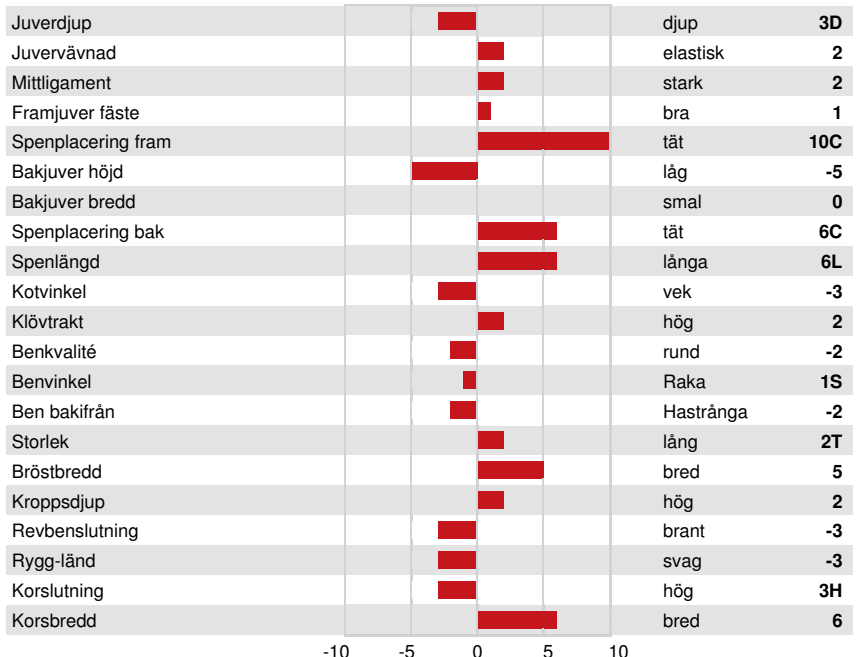 Juverdjup djup 3D
Juvervävnad elastisk 2
Mittligament stark 2
Framjuver fäste bra 1
Spenplacering fram tät 10C
Bakjuver höjd låg -5
Bakjuver bredd smal 0
Spenplacering bak tät 6C
Spenlängd långa 6L
Kotvinkel vek -3
Klövtrakt hög 2
Benkvalité rund -2
Benvinkel Raka 1S
Ben bakifrån Hastrånga -2
Storlek lång 2T
Bröstbredd bred 5
Kroppsdjup hög 2
Revbenslutning brant -3
Rygg-länd svag -3
Korslutning hög 3H
Korsbredd bred 6
-10 -5 0 5 10